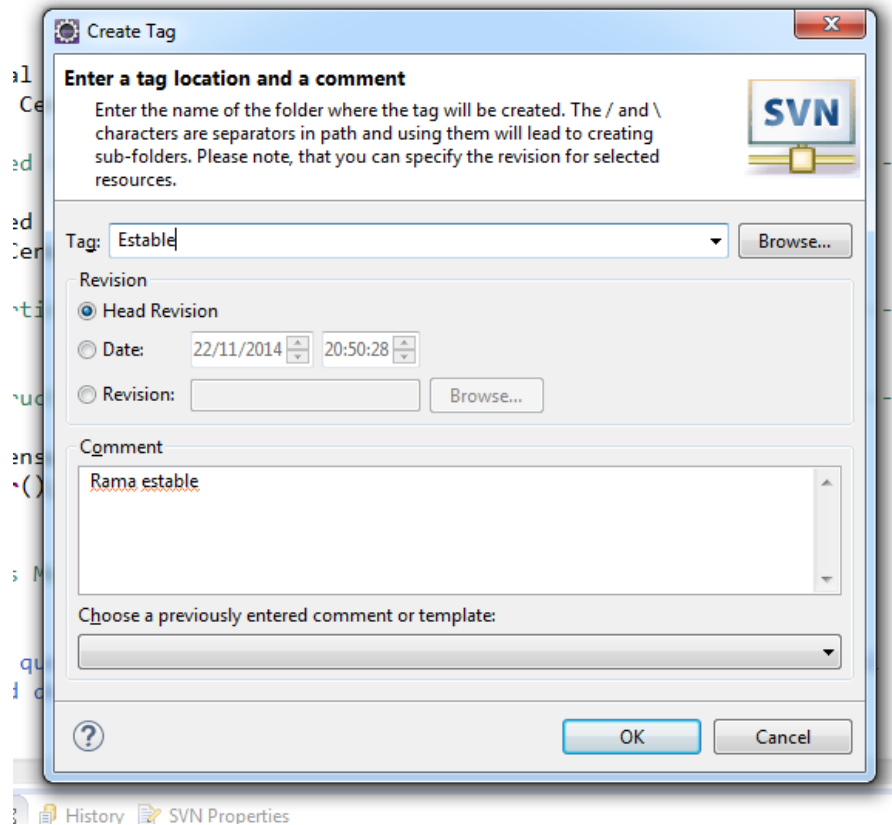 Create Tag
Enter a tag location and a comment
Enter the name of the folder where the tag will be created. The / and \
characters are separators in path and using them will lead to creating
sub-folders. Please note, that you can specify the revision for selected
resources.
SVN
Tag: Estable Browse...
Revision
Head Revision
Date: 22/11/2014 20:50:28
Revision: Browse...
Comment
Rama estable
Choose a previously entered comment or template:
OK Cancel
History SVN Properties